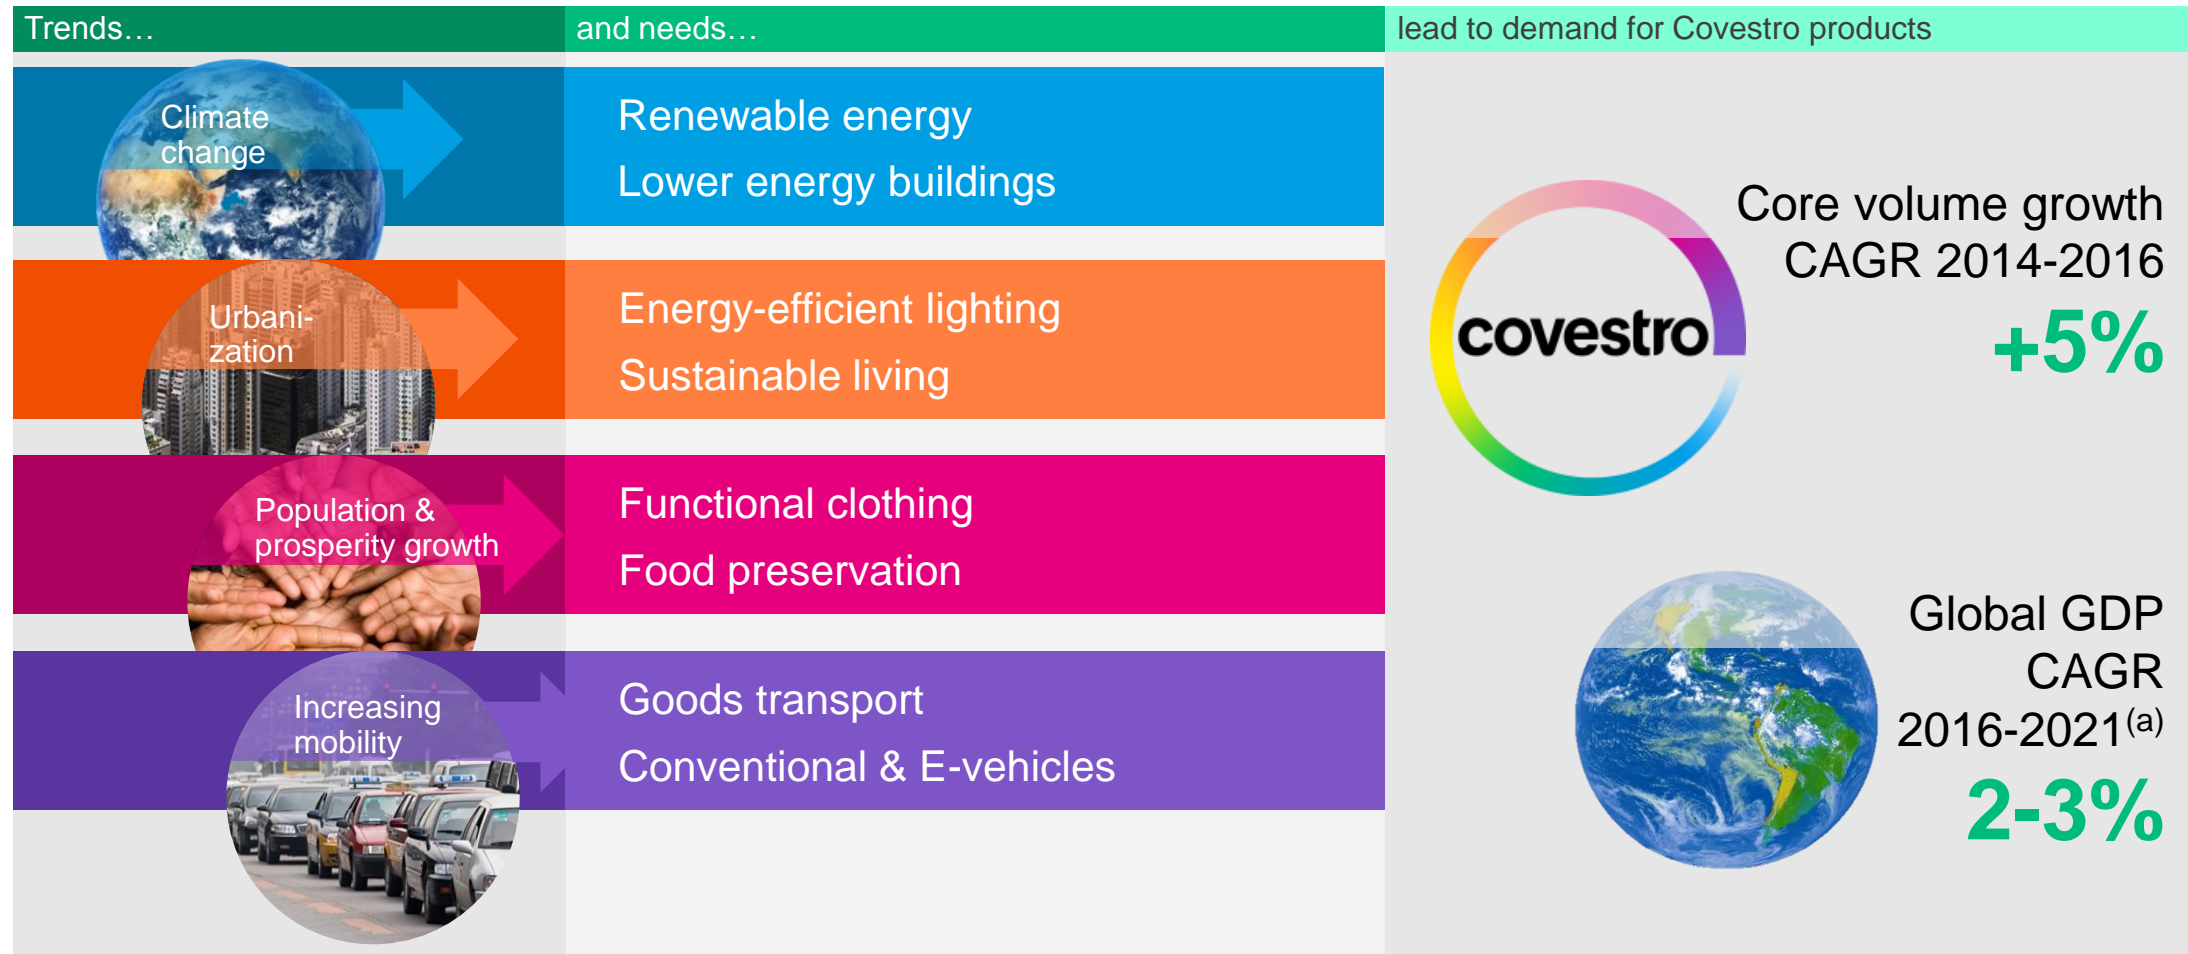 Trends…
and needs…
lead to demand for Covestro products
Climate
change
Renewable energy
Lower energy buildings
Urbani-
zation
Energy-efficient lighting
Sustainable living
Population &
prosperity growth
Functional clothing
Food preservation
Increasing
mobility
Goods transport
Conventional & E-vehicles
covestro
Core volume growth
CAGR 2014-2016
+5%
Global GDP
CAGR
2016-2021(a)
2-3%